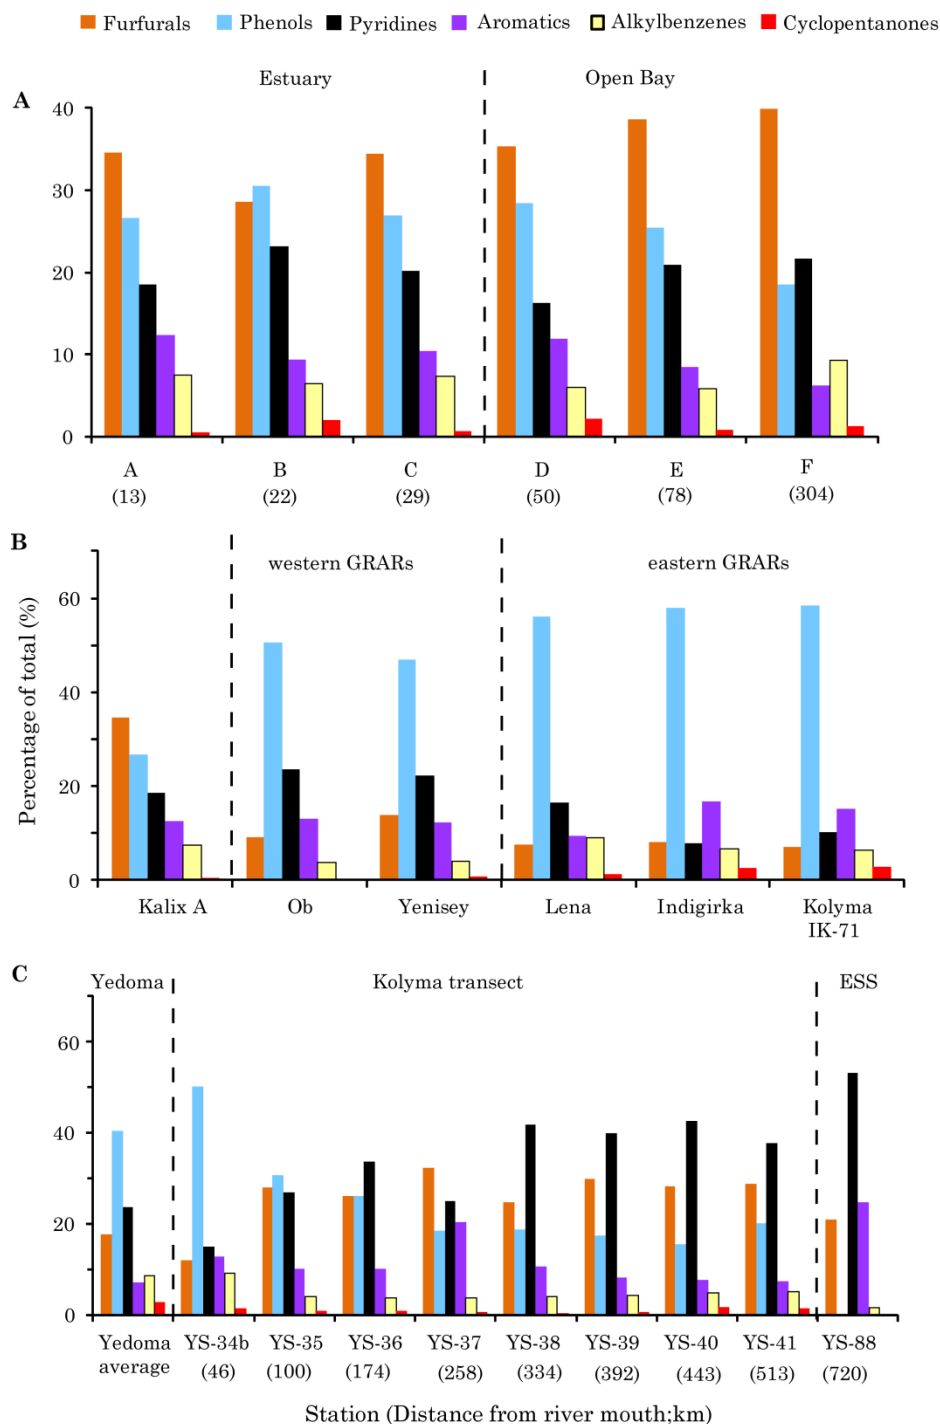 Furfurals Phenols Pyridines Aromatics Alkylbenzenes Cyclopentanones
Estuary Open Bay
A
40
30
20
10
0
A B C D E F
(13) (22) (29) (50) (78) (304)
B
western GRARs eastern GRARs
60
40
20
0
Percentage of total (%)
Kalix A Ob Yenisey Lena Indigirka Kolyma
IK-71
C
Yedoma Kolyma transect ESS
60
40
20
0
Yedoma YS-34b YS-35 YS-36 YS-37 YS-38 YS-39 YS-40 YS-41 YS-88
average (46) (100) (174) (258) (334) (392) (443) (513) (720)
Station (Distance from river mouth;km)